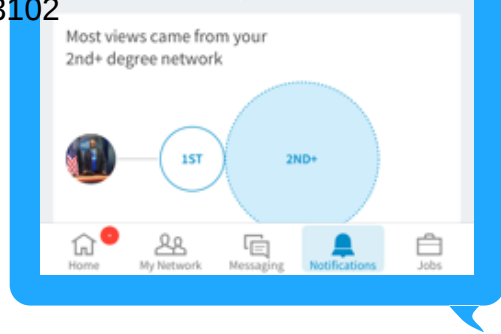 3102
Most views came from your
2nd+ degree network
1ST
2ND+
Home
My Network
Messaging
Notifications
Jobs